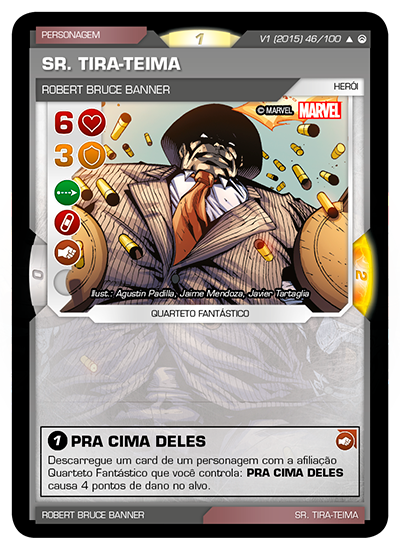 PERSONAGEM
1
V1 (2015) 46/100
SR. TIRA-TEIMA
ROBERT BRUCE BANNER
HERÓI
© MARVEL MARVEL
6
3
0
2
Illust.: Agustin Padilla, Jaime Mendoza, Javier Tartaglia
QUARTETO FANTÁSTICO
1 PRA CIMA DELES
Descarregue um card de um personagem com a afiliação
Quarteto Fantástico que você controla: PRA CIMA DELES
causa 4 pontos de dano no alvo.
ROBERT BRUCE BANNER
SR. TIRA-TEIMA